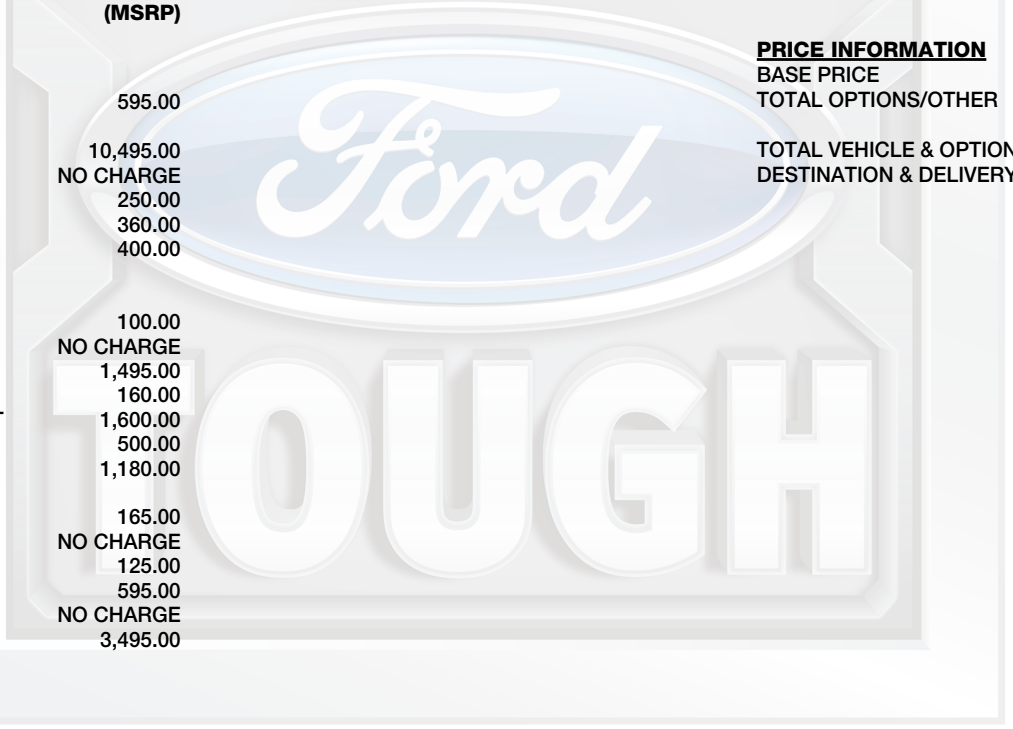 (MSRP)
595.00
10,495.00
NO CHARGE
250.00
360.00
400.00
100.00
NO CHARGE
1,495.00
160.00
1,600.00
500.00
1,180.00
165.00
NO CHARGE
125.00
595.00
NO CHARGE
3,495.00
PRICE INFORMATION
BASE PRICE
TOTAL OPTIONS/OTHER
TOTAL VEHICLE & OPTION
DESTINATION & DELIVERY
Ford
TOUGH